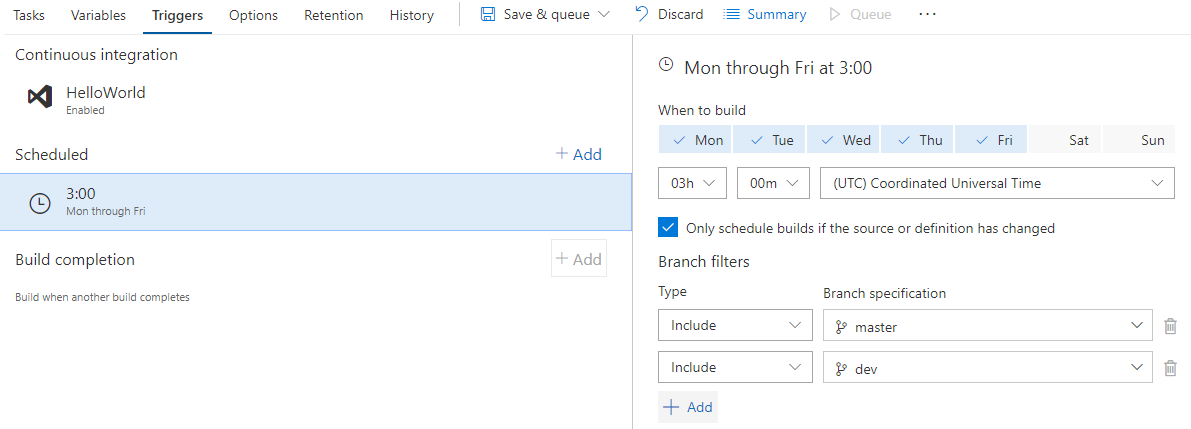 Tasks Variables Triggers Options Retention History Save & queue Discard Summary Queue ...
Continuous integration
HelloWorld
Enabled
Scheduled + Add
3:00
Mon through Fri
Build completion + Add
Build when another build completes
Mon through Fri at 3:00
When to build
Mon Tue Wed Thu Fri Sat Sun
03h 00m (UTC) Coordinated Universal Time
Only schedule builds if the source or definition has changed
Branch filters
Type Branch specification
Include master
Include dev
+ Add